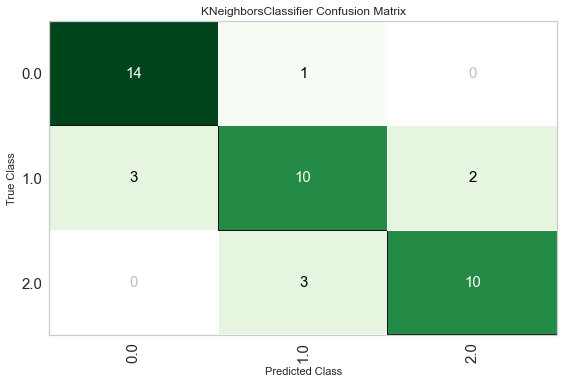 KNeighborsClassifier Confusion Matrix
0.0 14 1 0
1.0 3 10 2
2.0 0 3 10
True Class
0.0 1.0 2.0
Predicted Class